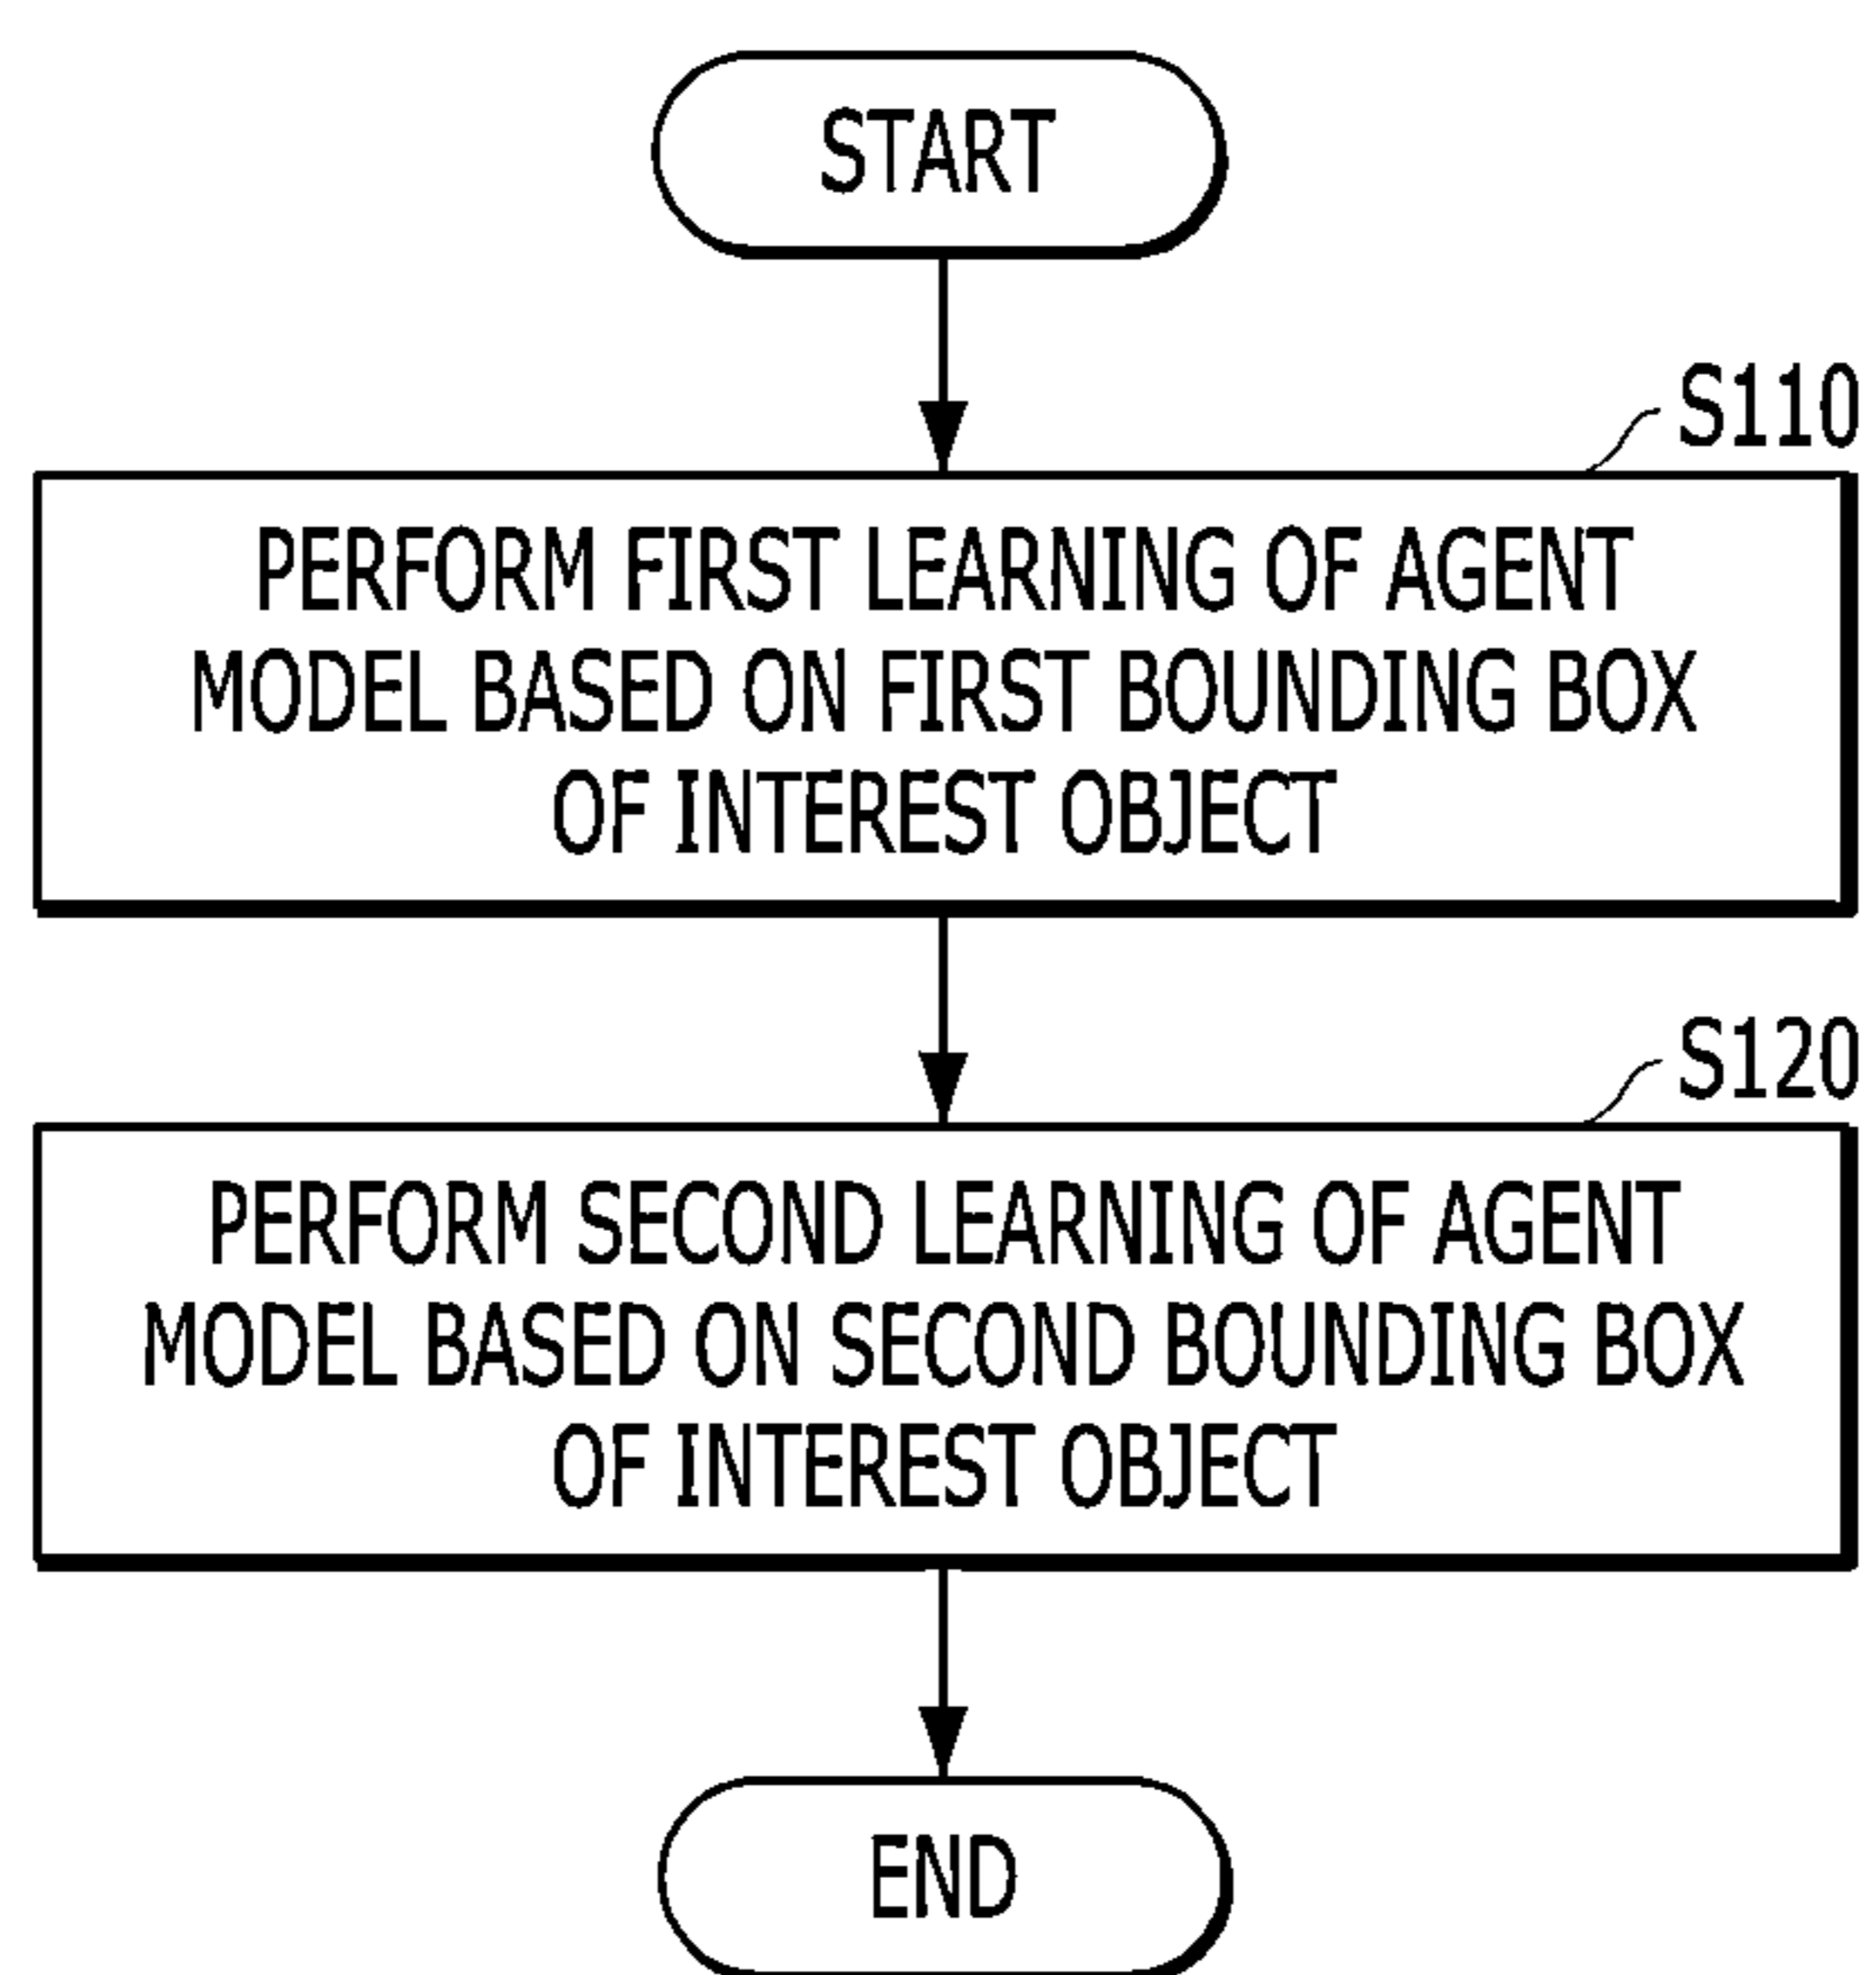 START
S110
PERFORM FIRST LEARNING OF AGENT
MODEL BASED ON FIRST BOUNDING BOX
OF INTEREST OBJECT
S120
PERFORM SECOND LEARNING OF AGENT
MODEL BASED ON SECOND BOUNDING BOX
OF INTEREST OBJECT
END